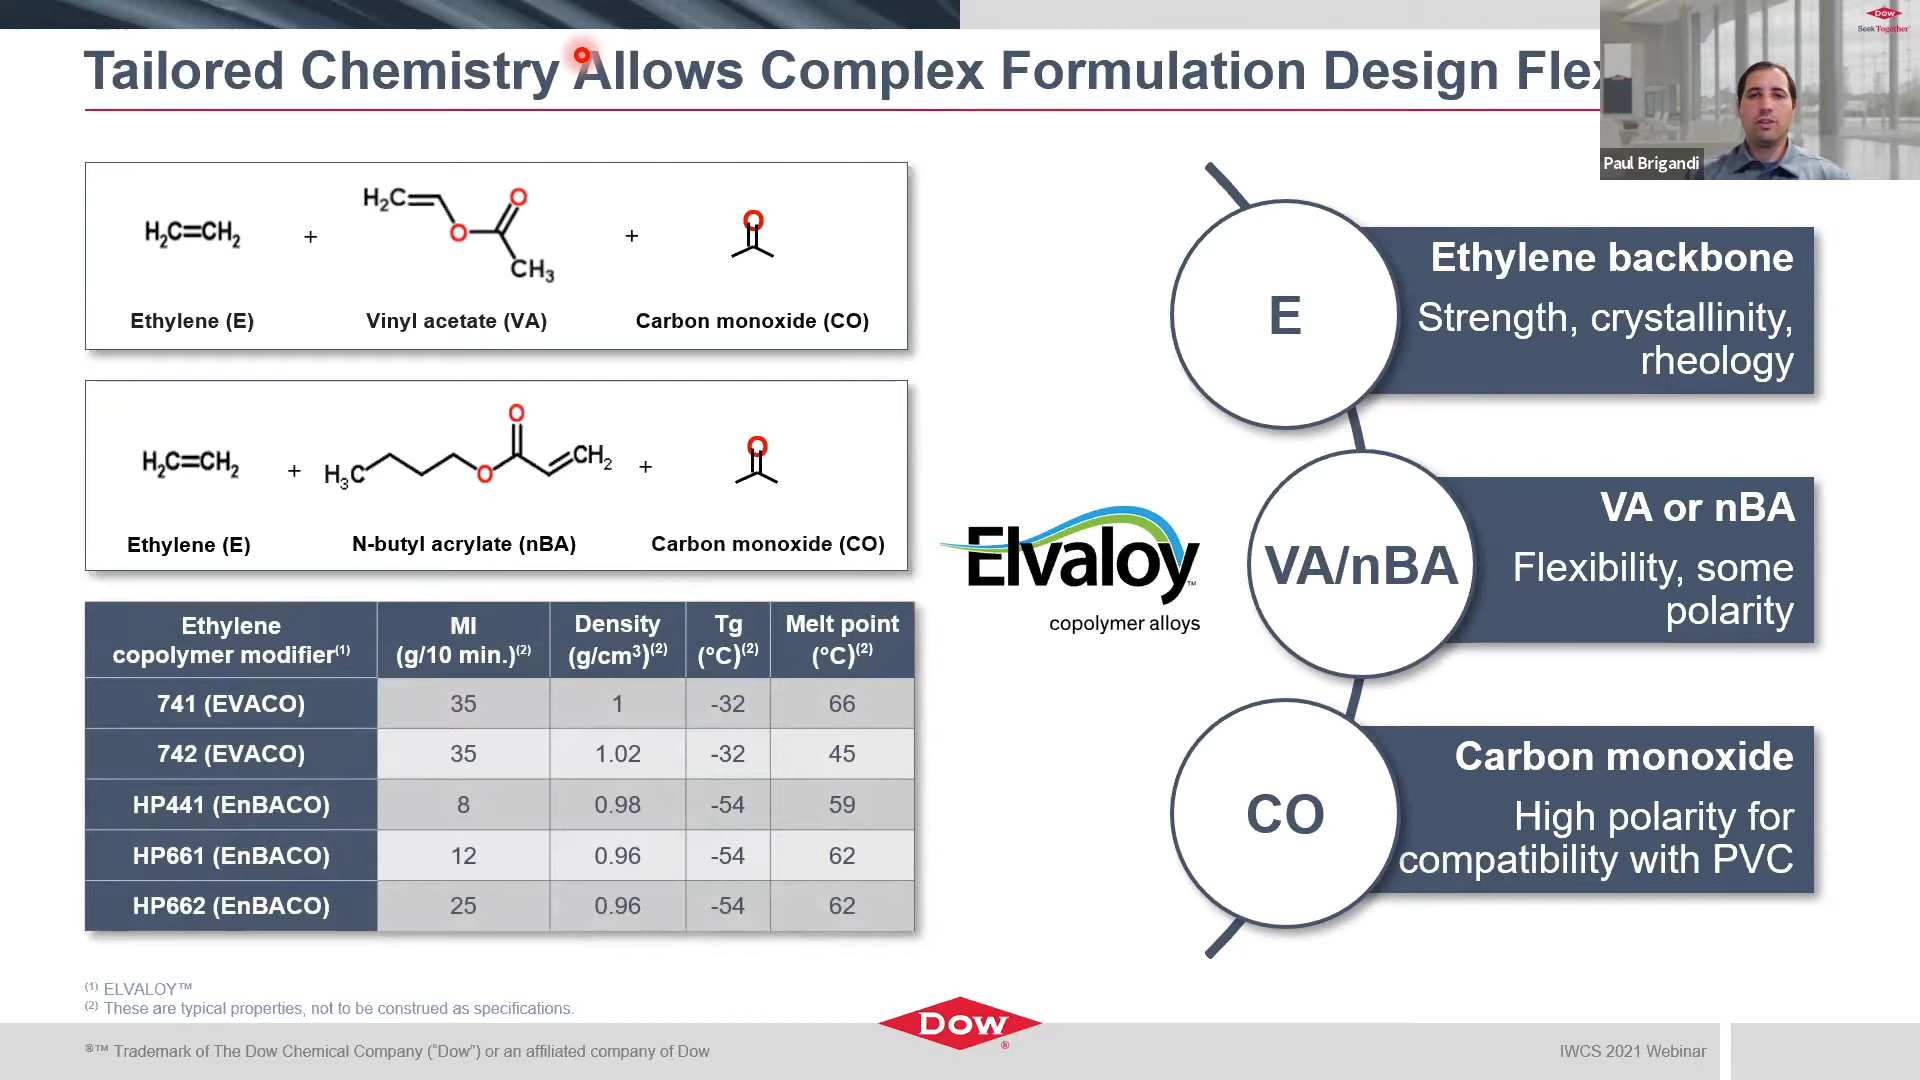 Tailored Chemistry Allows Complex Formulation Design Flex
DOW
Seek Together
Paul Brigandi
H₂C=CH₂ + H₂C O O CH₃ + O
Ethylene (E) Vinyl acetate (VA) Carbon monoxide (CO)
H₂C=CH₂ + H₃C O O CH₂ + O
Ethylene (E) N-butyl acrylate (nBA) Carbon monoxide (CO)
Ethylene copolymer modifier⁽¹⁾ MI (g/10 min.)⁽²⁾ Density (g/cm³)⁽²⁾ Tg (°C)⁽²⁾ Melt point (°C)⁽²⁾
741 (EVACO) 35 1 -32 66
742 (EVACO) 35 1.02 -32 45
HP441 (EnBACO) 8 0.98 -54 59
HP661 (EnBACO) 12 0.96 -54 62
HP662 (EnBACO) 25 0.96 -54 62
Elvaloy™
copolymer alloys
E
Ethylene backbone
Strength, crystallinity,
rheology
VA/nBA
VA or nBA
Flexibility, some
polarity
CO
Carbon monoxide
High polarity for
compatibility with PVC
⁽¹⁾ ELVALOY™
⁽²⁾ These are typical properties, not to be construed as specifications.
DOW®
®™ Trademark of The Dow Chemical Company ("Dow") or an affiliated company of Dow
IWCS 2021 Webinar